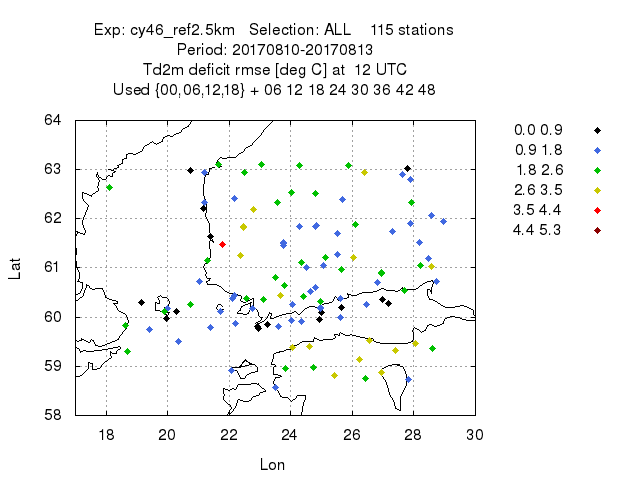 Exp: cy46_ref2.5km Selection: ALL 115 stations
Period: 20170810-20170813
Td2m deficit rmse [deg C] at 12 UTC
Used {00,06,12,18} + 06 12 18 24 30 36 42 48
64
63
62
61
60
59
58
Lat
18 20 22 24 26 28 30
Lon
0.0 0.9
0.9 1.8
1.8 2.6
2.6 3.5
3.5 4.4
4.4 5.3